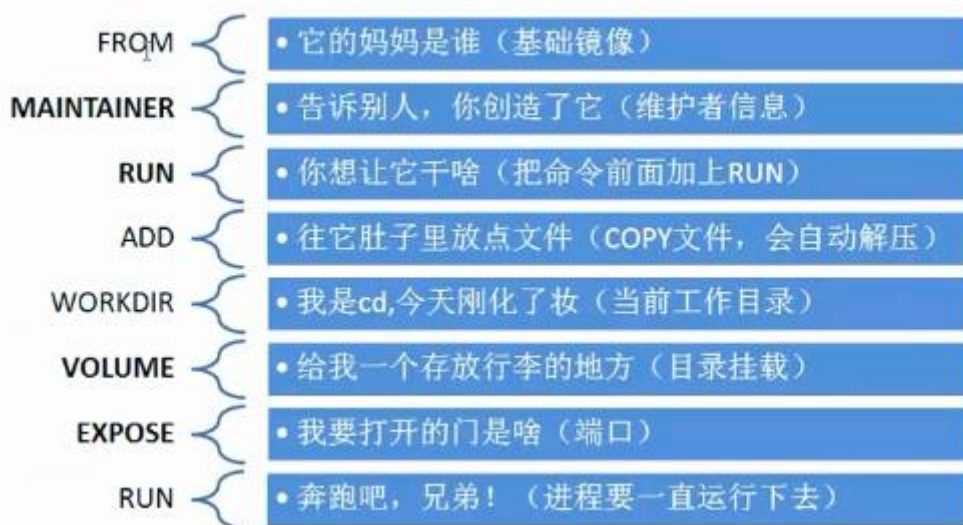 FROM
• 它的妈妈是谁（基础镜像）
MAINTAINER
• 告诉别人，你创造了它（维护者信息）
RUN
• 你想让它干啥（把命令前面加上RUN）
ADD
• 往它肚子里放点文件（COPY文件，会自动解压）
WORKDIR
• 我是cd,今天刚化了妆（当前工作目录）
VOLUME
• 给我一个存放行李的地方（目录挂载）
EXPOSE
• 我要打开的门是啥（端口）
RUN
• 奔跑吧，兄弟！（进程要一直运行下去）